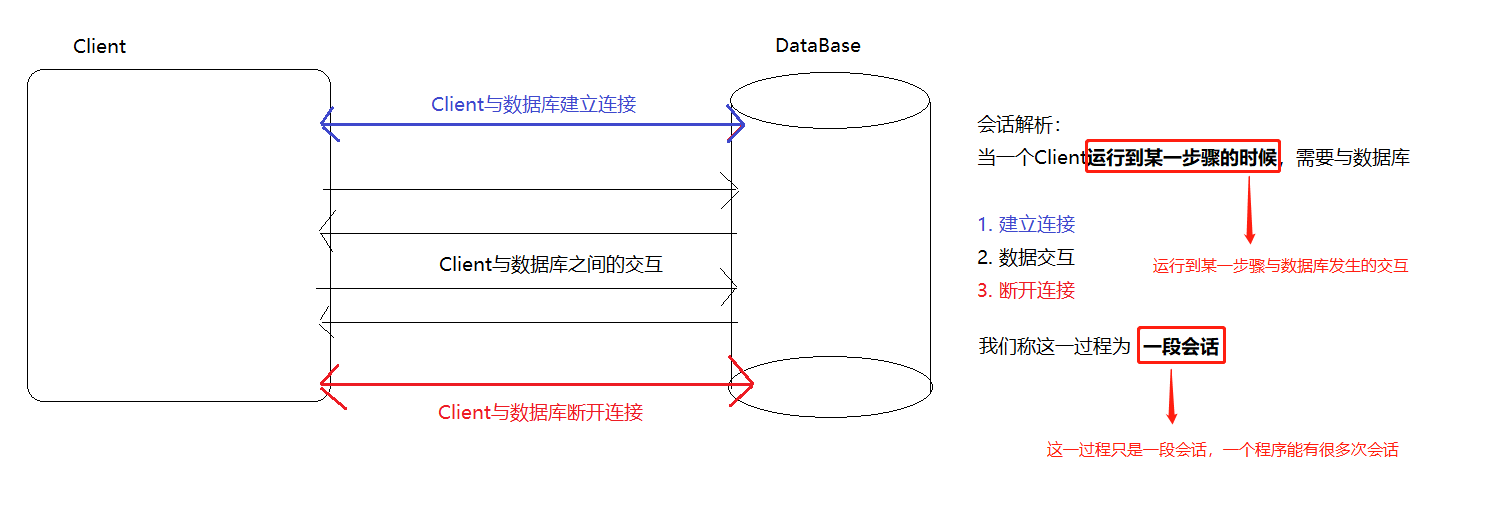 Client
DataBase
Client与数据库建立连接
Client与数据库之间的交互
Client与数据库断开连接
会话解析：
当一个Client运行到某一步骤的时候，需要与数据库
1. 建立连接
2. 数据交互
3. 断开连接
运行到某一步骤与数据库发生的交互
我们称这一过程为 一段会话
这一过程只是一段会话，一个程序能有很多次会话